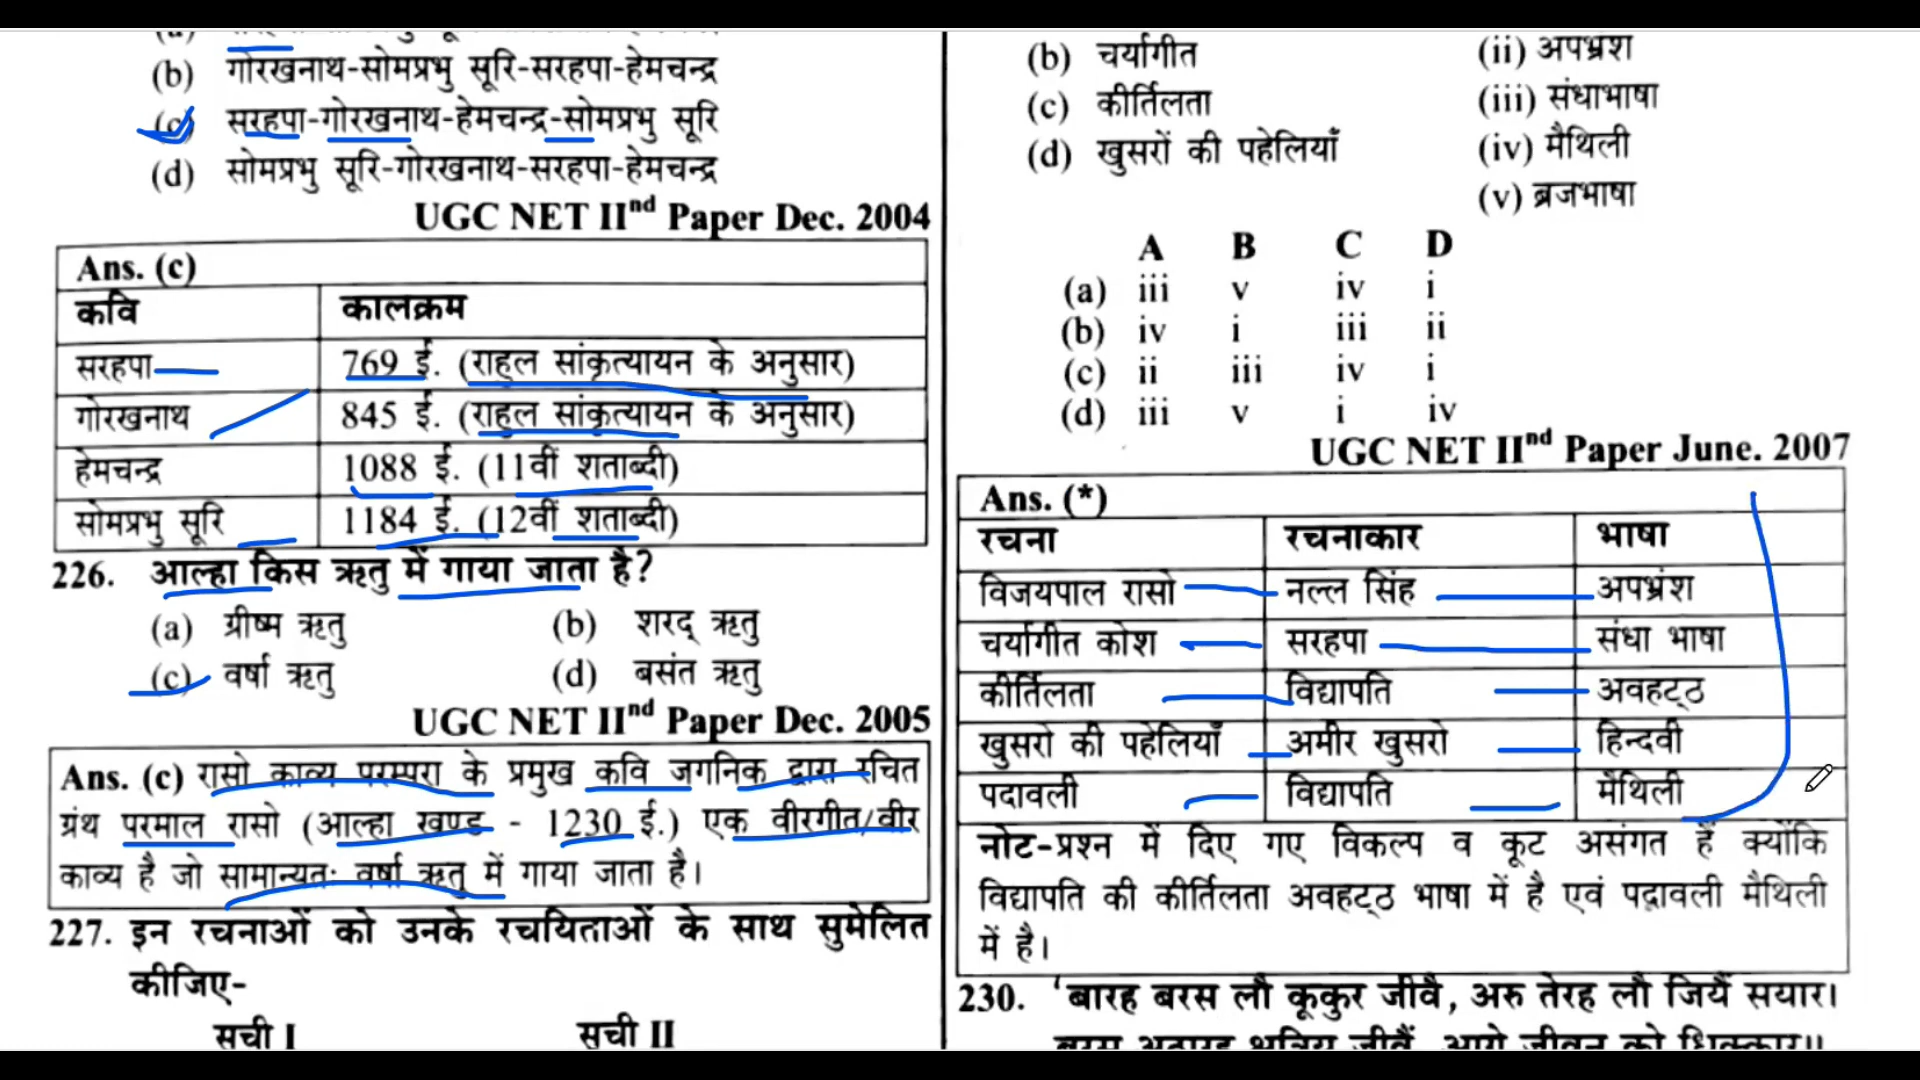 (b) गोरखनाथ-सोमप्रभु सूरि-सरहपा-हेमचन्द्र
(c) सरहपा-गोरखनाथ-हेमचन्द्र-सोमप्रभु सूरि
(d) सोमप्रभु सूरि-गोरखनाथ-सरहपा-हेमचन्द्र
UGC NET IInd Paper Dec. 2004
Ans. (c)
कवि कालक्रम
सरहपा 769 ई. (राहुल सांकृत्यायन के अनुसार)
गोरखनाथ 845 ई. (राहुल सांकृत्यायन के अनुसार)
हेमचन्द्र 1088 ई. (11वीं शताब्दी)
सोमप्रभु सूरि 1184 ई. (12वीं शताब्दी)
226. आल्हा किस ऋतु में गाया जाता है?
(a) ग्रीष्म ऋतु (b) शरद् ऋतु
(c) वर्षा ऋतु (d) बसंत ऋतु
UGC NET IInd Paper Dec. 2005
Ans. (c) रासो काव्य परम्परा के प्रमुख कवि जगनिक द्वारा रचित
ग्रंथ परमाल रासो (आल्हा खण्ड - 1230 ई.) एक वीरगीत/वीर
काव्य है जो सामान्यतः वर्षा ऋतु में गाया जाता है।
227. इन रचनाओं को उनके रचयिताओं के साथ सुमेलित
कीजिए-
सूची I सूची II
(b) चर्यागीत (ii) अपभ्रंश
(c) कीर्तिलता (iii) संधाभाषा
(d) खुसरों की पहेलियाँ (iv) मैथिली
(v) ब्रजभाषा
A B C D
(a) iii v iv i
(b) iv i iii ii
(c) ii iii iv i
(d) iii v i iv
UGC NET IInd Paper June. 2007
Ans. (*)
रचना रचनाकार भाषा
विजयपाल रासो नल्ल सिंह अपभ्रंश
चर्यागीत कोश सरहपा संधा भाषा
कीर्तिलता विद्यापति अवहट्ठ
खुसरो की पहेलियाँ अमीर खुसरो हिन्दवी
पदावली विद्यापति मैथिली
नोट-प्रश्न में दिए गए विकल्प व कूट असंगत हैं क्योंकि
विद्यापति की कीर्तिलता अवहट्ठ भाषा में है एवं पदावली मैथिली
में है।
230. 'बारह बरस लौ कूकुर जीवै, अरु तेरह लौ जियैं सयार।
बरस अठारह क्षत्रिय जीवैं, आगे जीवन को धिक्कार॥